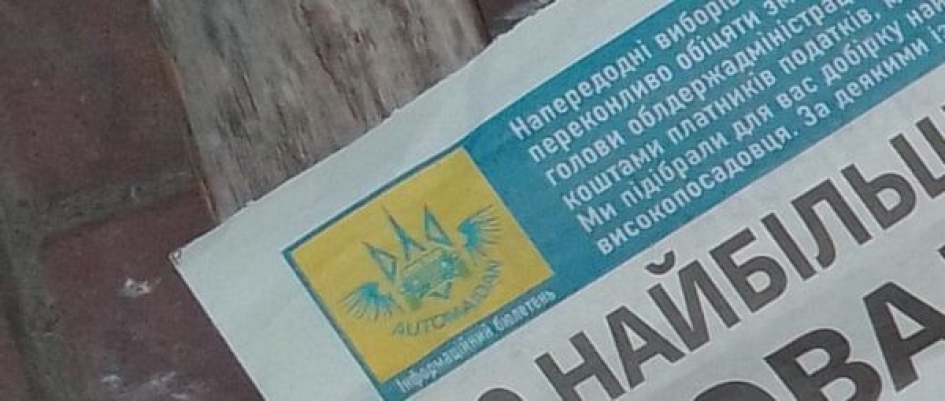 Напередодні виборів
переконливо обіцяти
голови облдержадміністрац
коштами платників податків,
Ми підібрали для вас добірку
високопосадовця. За деякими
AUTOMAIDAN
Інформаційний бюлетень
НАЙБІЛЬШ
ОВА